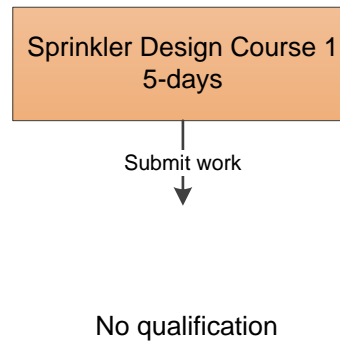 Sprinkler Design Course 1
5-days
Submit work
No qualification